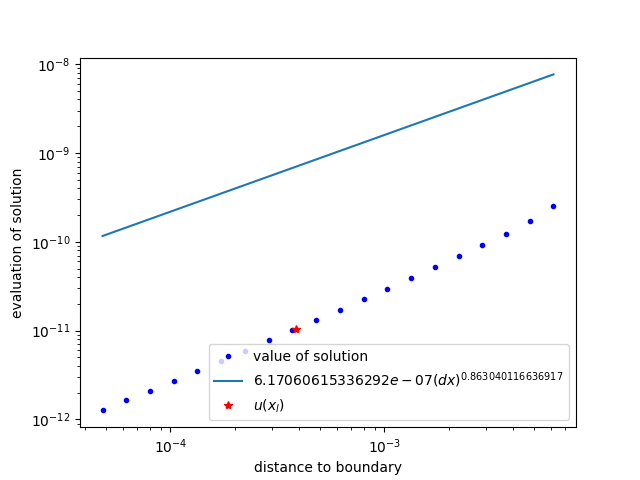 10⁻⁸
10⁻⁹
10⁻¹⁰
10⁻¹¹
10⁻¹²
evaluation of solution
value of solution
6.17060615336292e − 07(dx)^0.863040116636917
u(x_l)
10⁻⁴ 10⁻³
distance to boundary